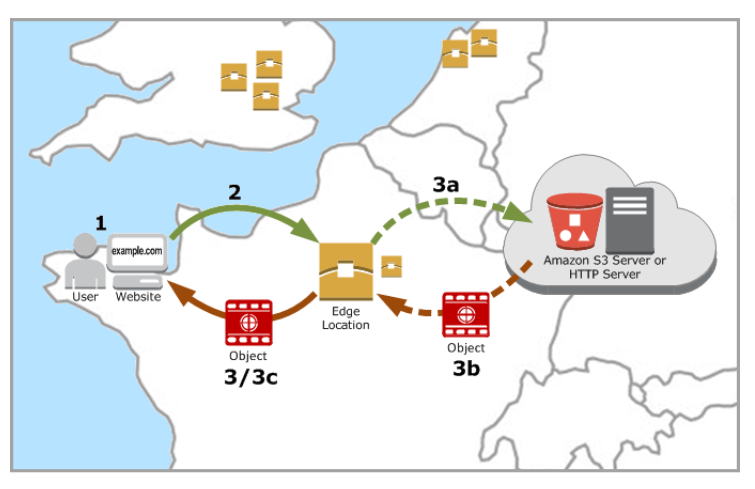 1
2
3a
example.com
User
Website
Edge
Location
Amazon S3 Server or
HTTP Server
Object
3/3c
Object
3b